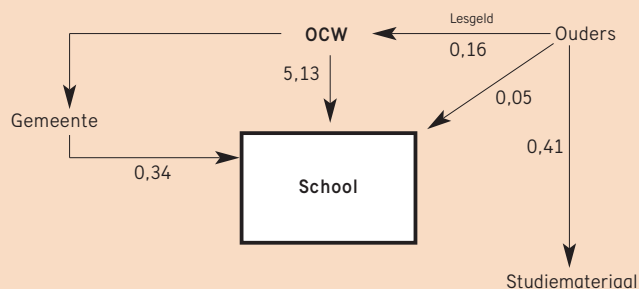 Lesgeld
OCW
Ouders
0,16
5,13
0,05
Gemeente
0,41
0,34
School
Studiemateriaal